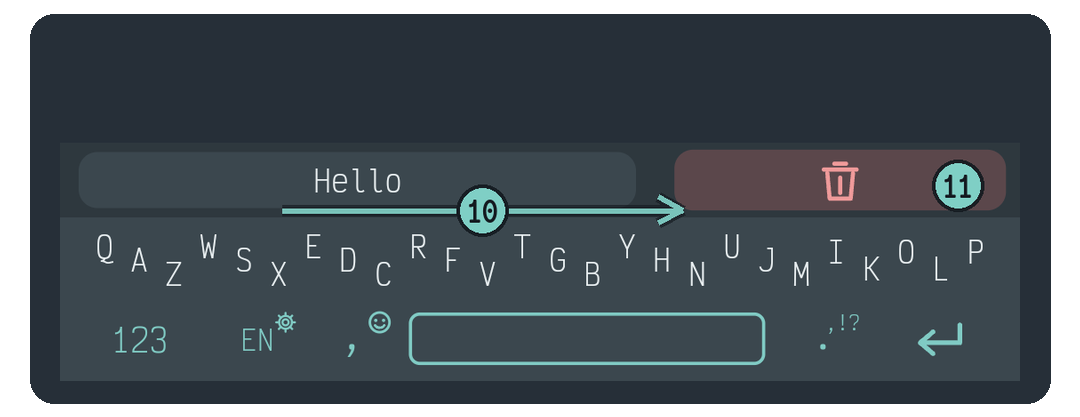 Hello
11
10
Q A Z W S X E D C R F V T G B Y H N U J M I K O L P
123 EN , . ,!?